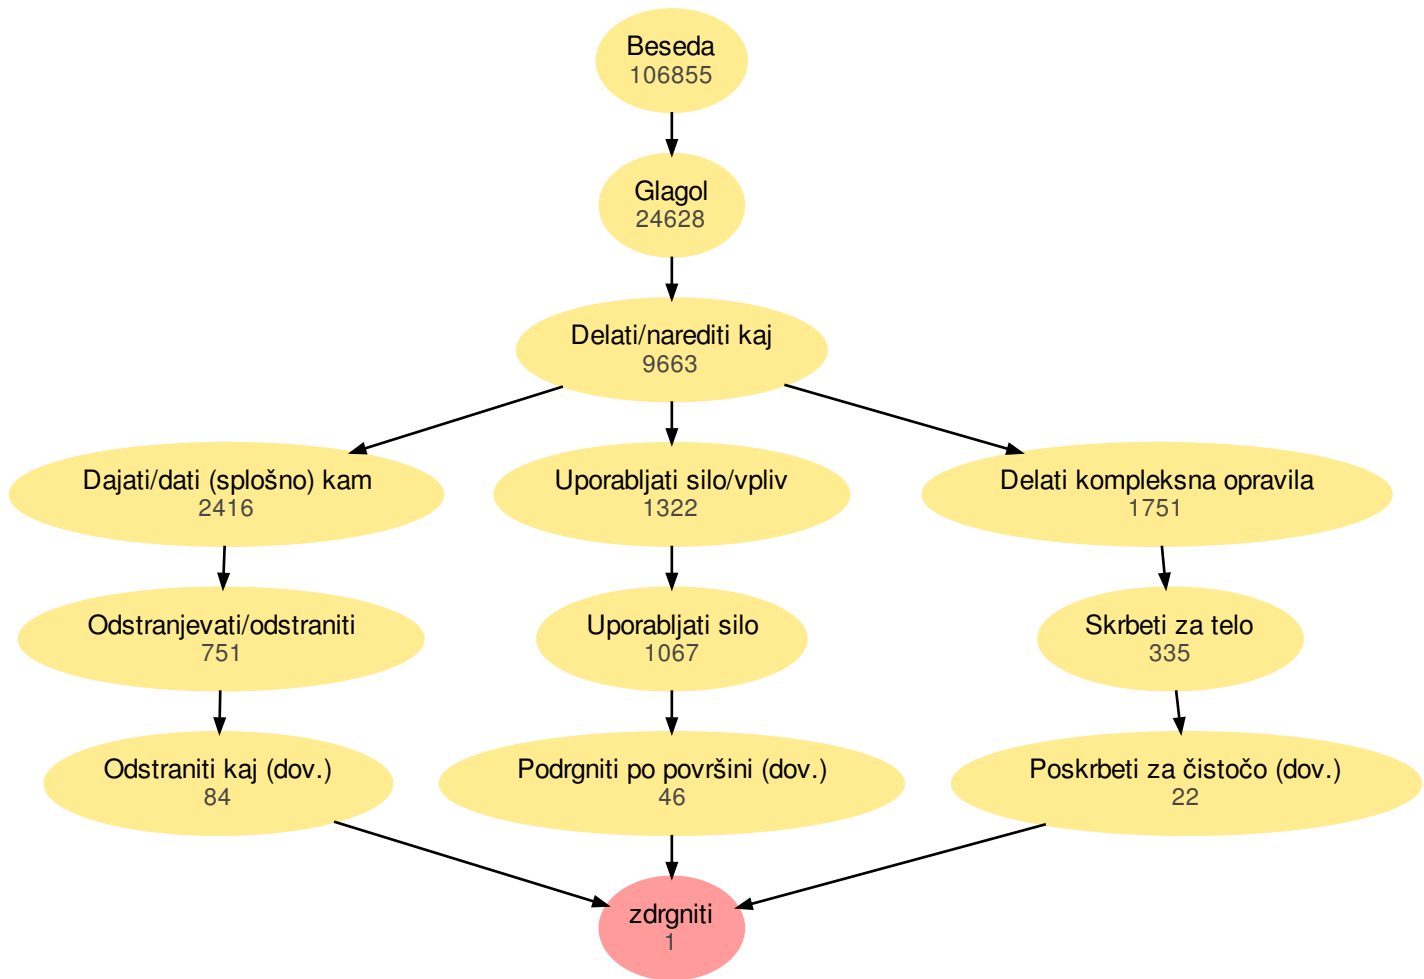 Beseda
106855
Glagol
24628
Delati/narediti kaj
9663
Dajati/dati (splošno) kam
2416
Uporabljati silo/vpliv
1322
Delati kompleksna opravila
1751
Odstranjevati/odstraniti
751
Uporabljati silo
1067
Skrbeti za telo
335
Odstraniti kaj (dov.)
84
Podrgniti po površini (dov.)
46
Poskrbeti za čistočo (dov.)
22
zdrgniti
1